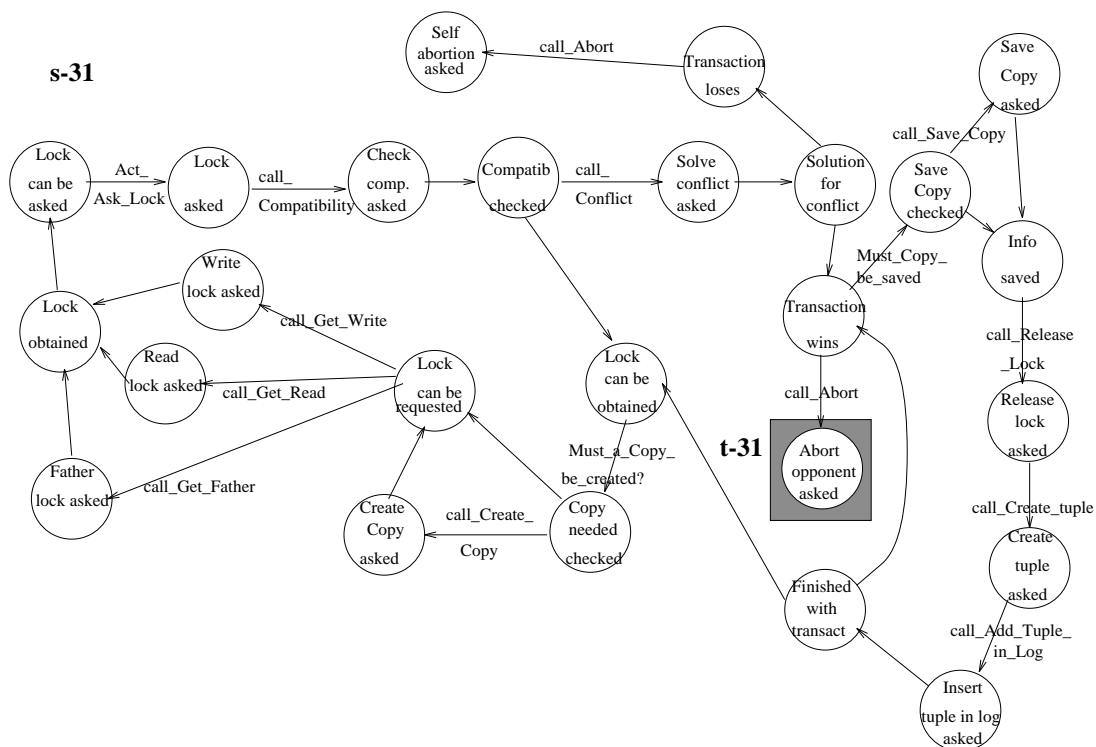 s-31
Self
abortion
asked
call_Abort
Transaction
loses
Save
Copy
asked
call_Save_Copy
Lock
can be
asked
Act_
Ask_Lock
Lock
asked
call_
Compatibility
Check
comp.
asked
Compatib
checked
call_
Conflict
Solve
conflict
asked
Solution
for
conflict
Save
Copy
checked
Must_Copy_
be_saved
Info
saved
Write
lock asked
call_Get_Write
Lock
obtained
Read
lock asked
call_Get_Read
Lock
can be
requested
Lock
can be
obtained
Transaction
wins
call_Abort
call_Release
_Lock
Release
lock
asked
t-31
Abort
opponent
asked
Father
lock asked
call_Get_Father
Must_a_Copy_
be_created?
Create
Copy
asked
call_Create_
Copy
Copy
needed
checked
call_Create_tuple
Create
tuple
asked
Finished
with
transact
call_Add_Tuple_
in_Log
Insert
tuple in log
asked